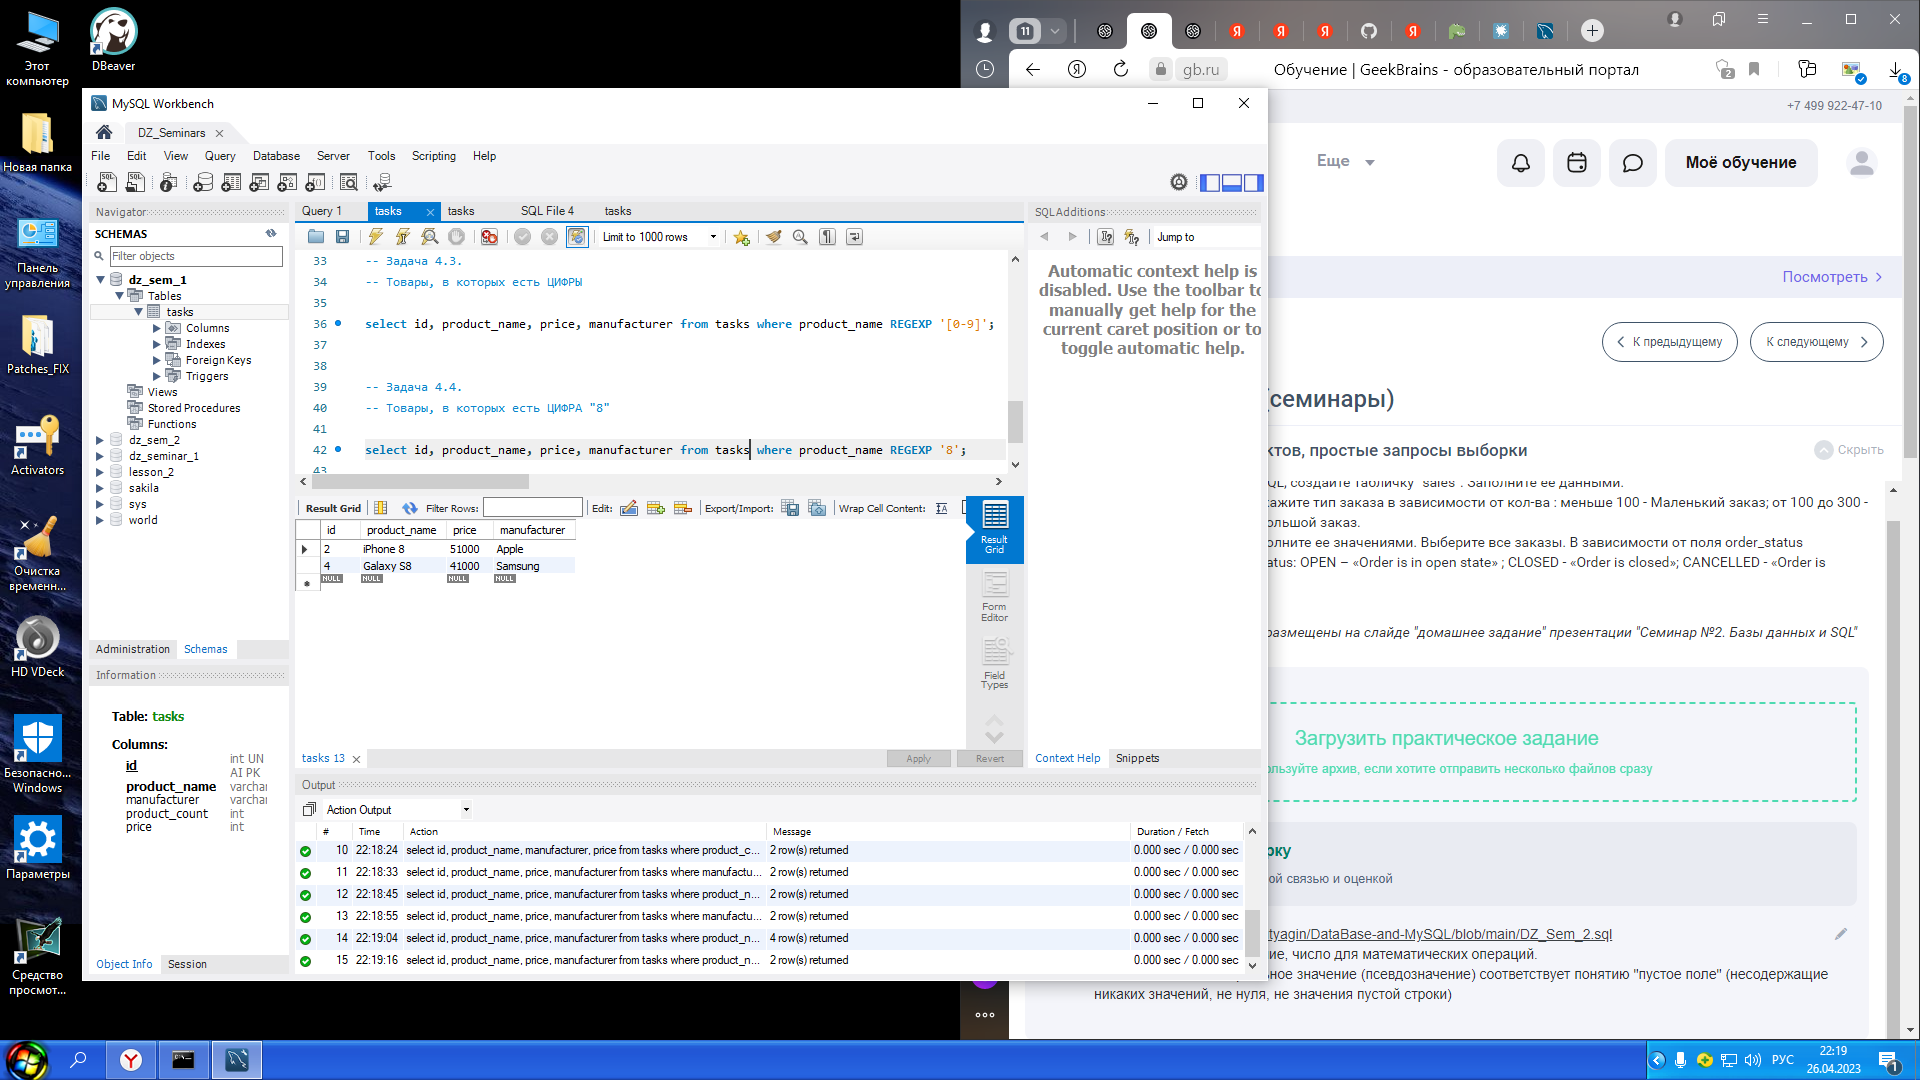 Этот компьютер
DBeaver
Новая папка
Панель управления
Patches_FIX
Activators
Очистка временн...
HD VDeck
Безопасно... Windows
Параметры
Средство просмот...
11
gb.ru
Обучение | GeekBrains - образовательный портал
2
8
MySQL Workbench
DZ_Seminars
File Edit View Query Database Server Tools Scripting Help
Navigator
SCHEMAS
Filter objects
dz_sem_1
Tables
tasks
Columns
Indexes
Foreign Keys
Triggers
Views
Stored Procedures
Functions
dz_sem_2
dz_seminar_1
lesson_2
sakila
sys
world
Administration Schemas
Information
Table: tasks
Columns:
id int UN AI PK
product_name varchar
manufacturer varchar
product_count int
price int
Object Info Session
Query 1 tasks tasks SQL File 4 tasks
Limit to 1000 rows
33 -- Задача 4.3.
34 -- Товары, в которых есть ЦИФРЫ
35
36 select id, product_name, price, manufacturer from tasks where product_name REGEXP '[0-9]';
37
38
39 -- Задача 4.4.
40 -- Товары, в которых есть ЦИФРА "8"
41
42 select id, product_name, price, manufacturer from tasks where product_name REGEXP '8';
43
Result Grid Filter Rows: Edit: Export/Import: Wrap Cell Content:
id product_name price manufacturer
2 iPhone 8 51000 Apple
4 Galaxy S8 41000 Samsung
NULL NULL NULL NULL
Result Grid
Form Editor
Field Types
tasks 13
Apply Revert
SQLAdditions
Jump to
Automatic context help is
disabled. Use the toolbar to
manually get help for the
current caret position or to
toggle automatic help.
Context Help Snippets
Output
Action Output
# Time Action Message Duration / Fetch
10 22:18:24 select id, product_name, manufacturer, price from tasks where product_c... 2 row(s) returned 0.000 sec / 0.000 sec
11 22:18:33 select id, product_name, price, manufacturer from tasks where manufactu... 2 row(s) returned 0.000 sec / 0.000 sec
12 22:18:45 select id, product_name, price, manufacturer from tasks where product_n... 2 row(s) returned 0.000 sec / 0.000 sec
13 22:18:55 select id, product_name, price, manufacturer from tasks where manufactu... 2 row(s) returned 0.000 sec / 0.000 sec
14 22:19:04 select id, product_name, price, manufacturer from tasks where product_n... 4 row(s) returned 0.000 sec / 0.000 sec
15 22:19:16 select id, product_name, price, manufacturer from tasks where product_n... 2 row(s) returned 0.000 sec / 0.000 sec
+7 499 922-47-10
Еще
Моё обучение
Посмотреть
К предыдущему
К следующему
(семинары)
ктов, простые запросы выборки
Скрыть
QL, создайте табличку "sales". Заполните ее данными.
кажите тип заказа в зависимости от кол-ва : меньше 100 - Маленький заказ; от 100 до 300 -
ольшой заказ.
олните ее значениями. Выберите все заказы. В зависимости от поля order_status
atus: OPEN – «Order is in open state» ; CLOSED - «Order is closed»; CANCELLED - «Order is
размещены на слайде "домашнее задание" презентации "Семинар №2. Базы данных и SQL"
Загрузить практическое задание
льзуйте архив, если хотите отправить несколько файлов сразу
рку
ой связью и оценкой
tyagin/DataBase-and-MySQL/blob/main/DZ_Sem_2.sql
ие, число для математических операций.
ьное значение (псевдозначение) соответствует понятию "пустое поле" (несодержащие
никаких значений, не нуля, не значения пустой строки)
РУС
22:19
26.04.2023
1